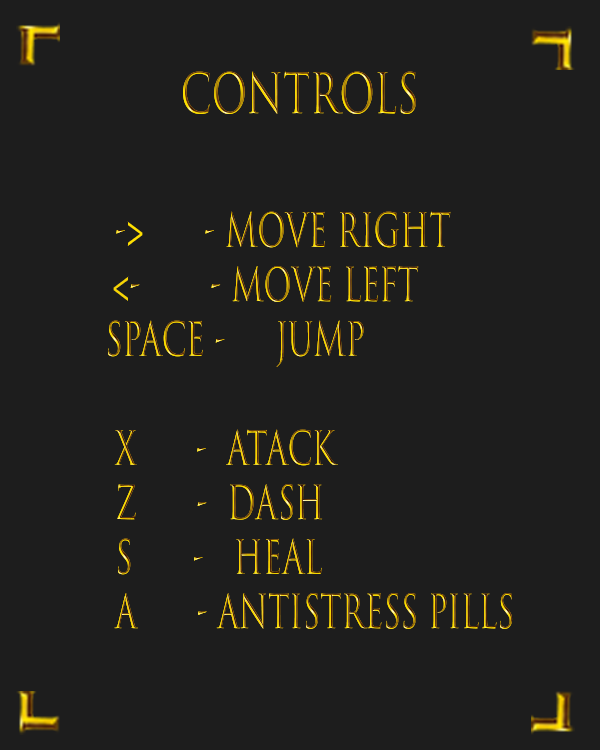 CONTROLS
-> - MOVE RIGHT
<- - MOVE LEFT
SPACE - JUMP
X - ATACK
Z - DASH
S - HEAL
A - ANTISTRESS PILLS